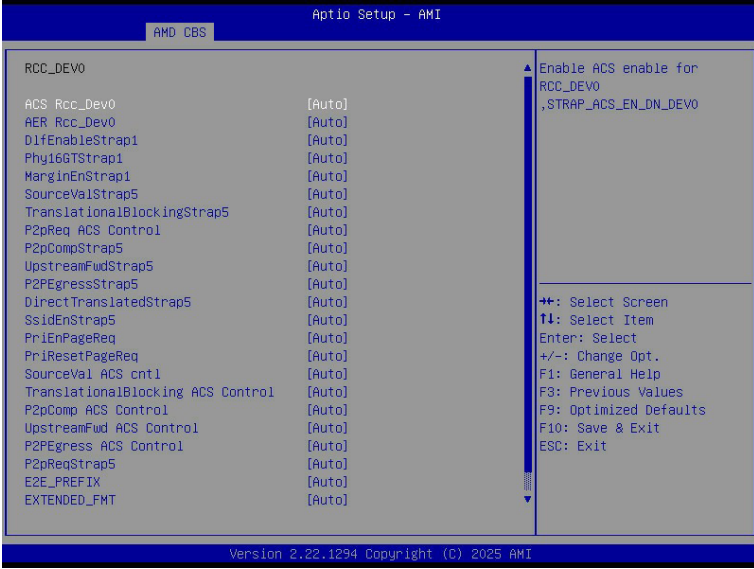 Aptio Setup – AMI
AMD CBS
RCC_DEV0
ACS Rcc_Dev0 [Auto]
AER Rcc_Dev0 [Auto]
DlfEnableStrap1 [Auto]
Phy16GTStrap1 [Auto]
MarginEnStrap1 [Auto]
SourceValStrap5 [Auto]
TranslationalBlockingStrap5 [Auto]
P2pReq ACS Control [Auto]
P2pCompStrap5 [Auto]
UpstreamFwdStrap5 [Auto]
P2PEgressStrap5 [Auto]
DirectTranslatedStrap5 [Auto]
SsidEnStrap5 [Auto]
PriEnPageReq [Auto]
PriResetPageReq [Auto]
SourceVal ACS cntl [Auto]
TranslationalBlocking ACS Control [Auto]
P2pComp ACS Control [Auto]
UpstreamFwd ACS Control [Auto]
P2PEgress ACS Control [Auto]
P2pReqStrap5 [Auto]
E2E_PREFIX [Auto]
EXTENDED_FMT [Auto]
Enable ACS enable for
RCC_DEV0
,STRAP_ACS_EN_DN_DEV0
→←: Select Screen
↑↓: Select Item
Enter: Select
+/-: Change Opt.
F1: General Help
F3: Previous Values
F9: Optimized Defaults
F10: Save & Exit
ESC: Exit
Version 2.22.1294 Copyright (C) 2025 AMI